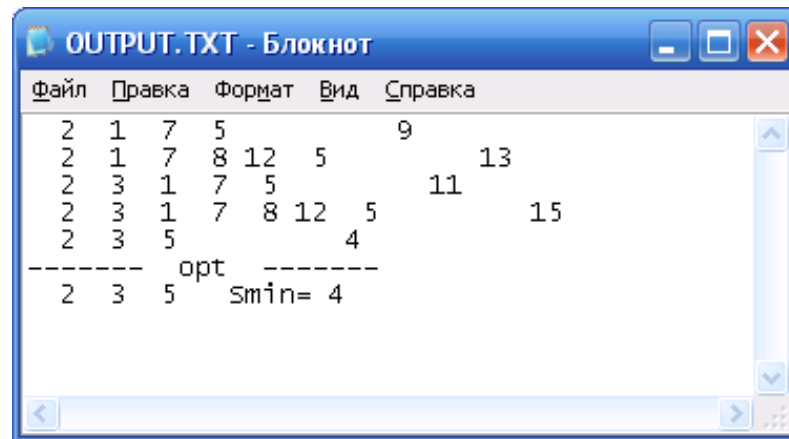 OUTPUT.TXT - Блокнот
Файл Правка Формат Вид Справка
2 1 7 5 9
2 1 7 8 12 5 13
2 3 1 7 5 11
2 3 1 7 8 12 5 15
2 3 5 4
------- opt -------
2 3 5 Smin= 4